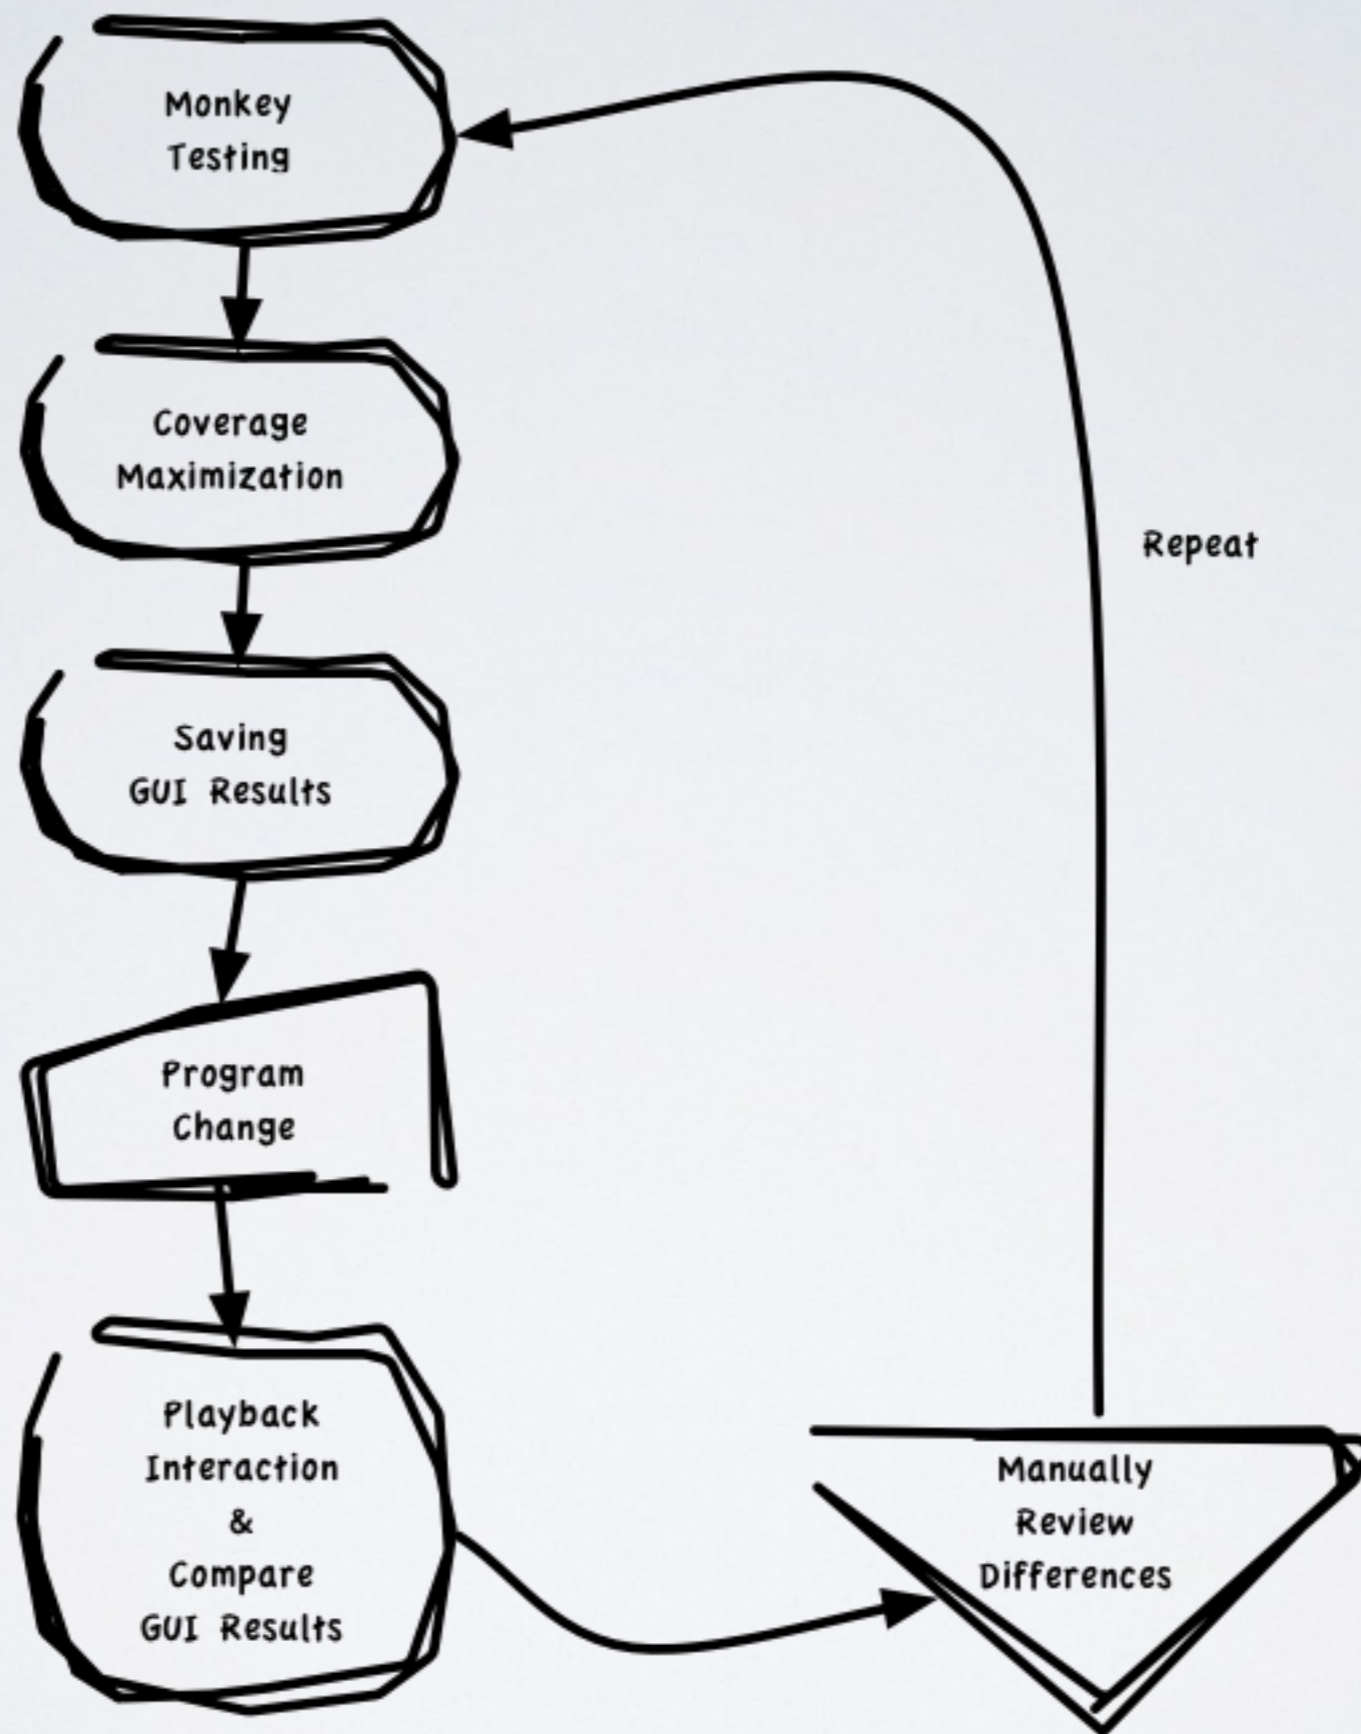 Monkey
Testing
Coverage
Maximization
Repeat
Saving
GUI Results
Program
Change
Playback
Interaction
&
Compare
GUI Results
Manually
Review
Differences